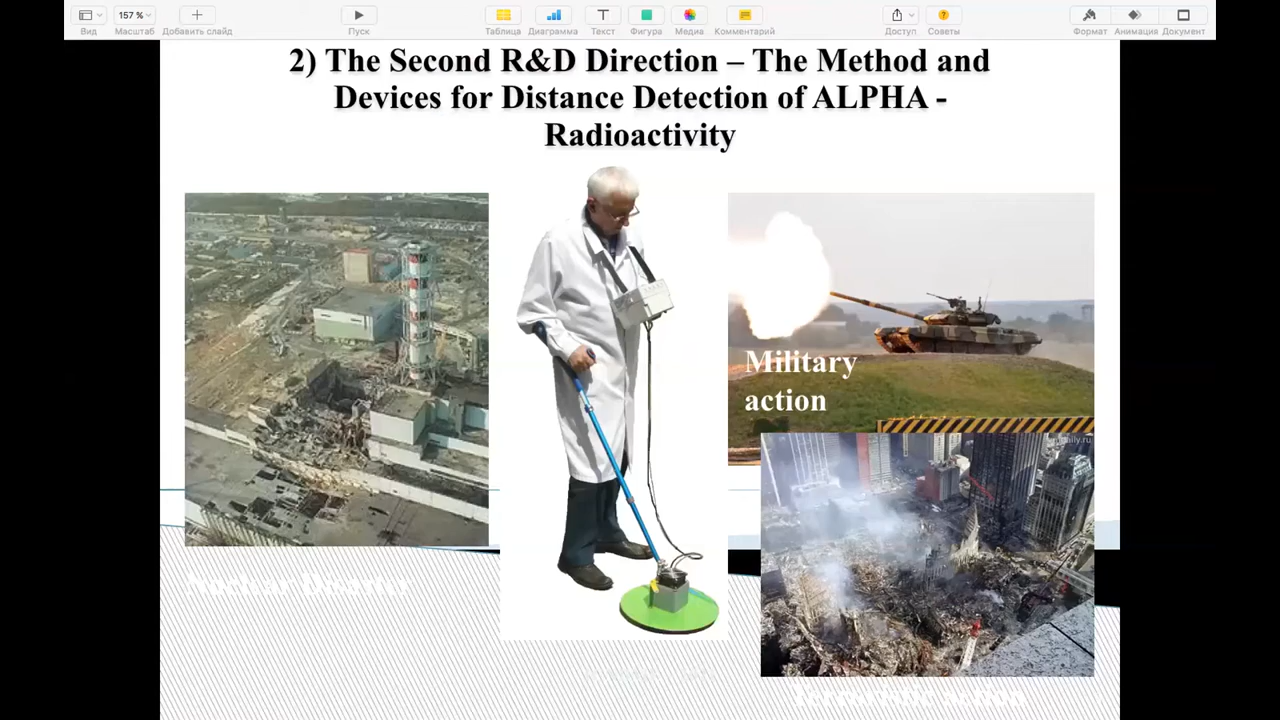 157 %
Вид
Масштаб
Добавить слайд
Пуск
Таблица
Диаграмма
Текст
Фигура
Медиа
Комментарий
Доступ
Советы
Формат
Анимация
Документ
2) The Second R&D Direction – The Method and
Devices for Distance Detection of ALPHA -
Radioactivity
Military
action